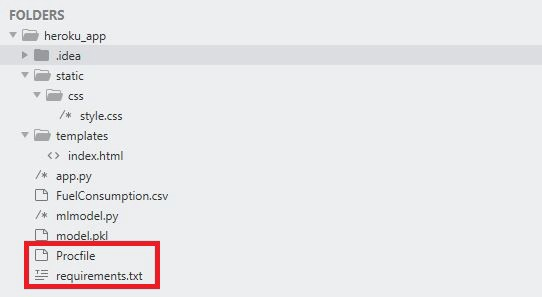 FOLDERS
heroku_app
.idea
static
css
/* style.css
templates
<> index.html
/* app.py
FuelConsumption.csv
/* mlmodel.py
model.pkl
Procfile
requirements.txt